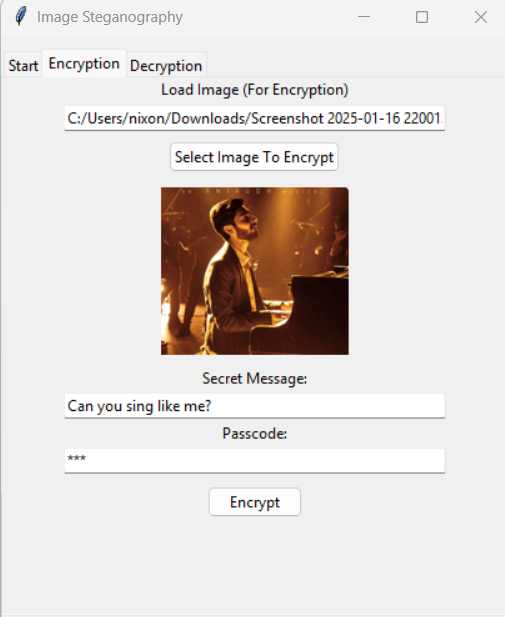 Image Steganography
Start Encryption Decryption
Load Image (For Encryption)
C:/Users/nixon/Downloads/Screenshot 2025-01-16 22001
Select Image To Encrypt
ANIRUDH
Secret Message:
Can you sing like me?
Passcode:
***
Encrypt